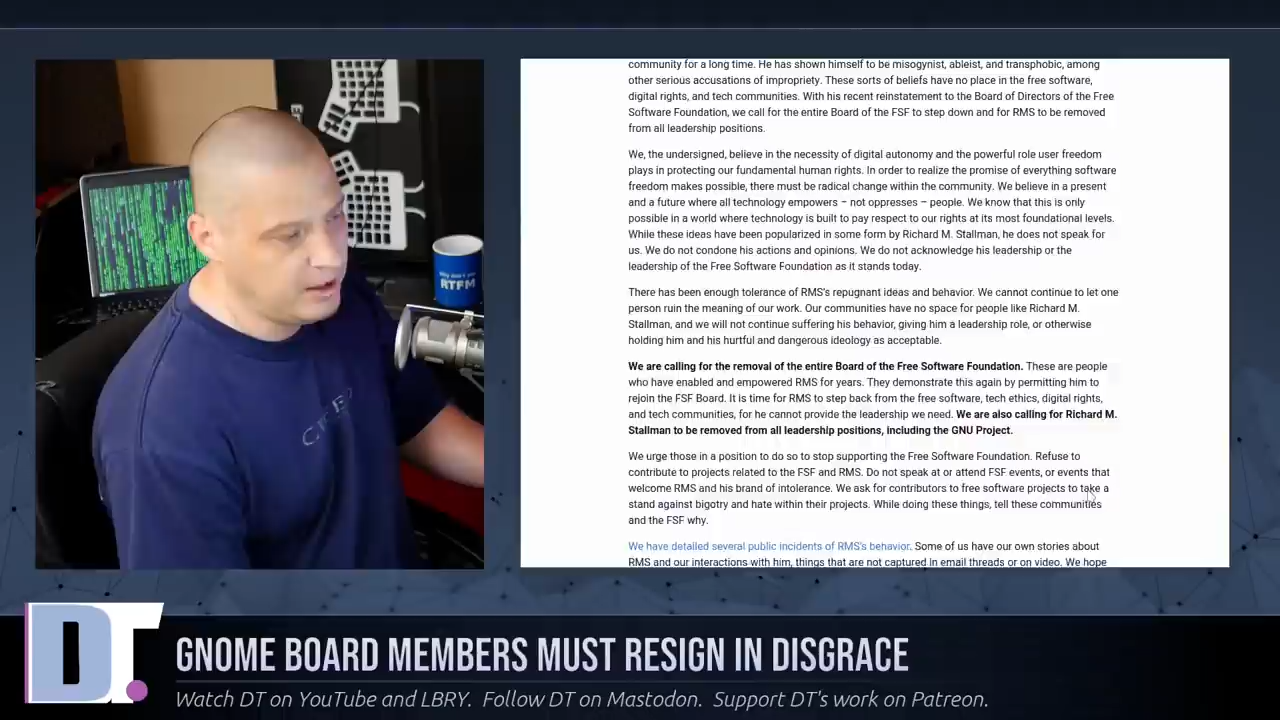 community for a long time. He has shown himself to be misogynist, ableist, and transphobic, among
other serious accusations of impropriety. These sorts of beliefs have no place in the free software,
digital rights, and tech communities. With his recent reinstatement to the Board of Directors of the Free
Software Foundation, we call for the entire Board of the FSF to step down and for RMS to be removed
from all leadership positions.
We, the undersigned, believe in the necessity of digital autonomy and the powerful role user freedom
plays in protecting our fundamental human rights. In order to realize the promise of everything software
freedom makes possible, there must be radical change within the community. We believe in a present
and a future where all technology empowers – not oppresses – people. We know that this is only
possible in a world where technology is built to pay respect to our rights at its most foundational levels.
While these ideas have been popularized in some form by Richard M. Stallman, he does not speak for
us. We do not condone his actions and opinions. We do not acknowledge his leadership or the
leadership of the Free Software Foundation as it stands today.
There has been enough tolerance of RMS's repugnant ideas and behavior. We cannot continue to let one
person ruin the meaning of our work. Our communities have no space for people like Richard M.
Stallman, and we will not continue suffering his behavior, giving him a leadership role, or otherwise
holding him and his hurtful and dangerous ideology as acceptable.
We are calling for the removal of the entire Board of the Free Software Foundation. These are people
who have enabled and empowered RMS for years. They demonstrate this again by permitting him to
rejoin the FSF Board. It is time for RMS to step back from the free software, tech ethics, digital rights,
and tech communities, for he cannot provide the leadership we need. We are also calling for Richard M.
Stallman to be removed from all leadership positions, including the GNU Project.
We urge those in a position to do so to stop supporting the Free Software Foundation. Refuse to
contribute to projects related to the FSF and RMS. Do not speak at or attend FSF events, or events that
welcome RMS and his brand of intolerance. We ask for contributors to free software projects to take a
stand against bigotry and hate within their projects. While doing these things, tell these communities
and the FSF why.
We have detailed several public incidents of RMS's behavior. Some of us have our own stories about
RMS and our interactions with him, things that are not captured in email threads or on video. We hope
RTFM
DT.
GNOME BOARD MEMBERS MUST RESIGN IN DISGRACE
Watch DT on YouTube and LBRY. Follow DT on Mastodon. Support DT's work on Patreon.